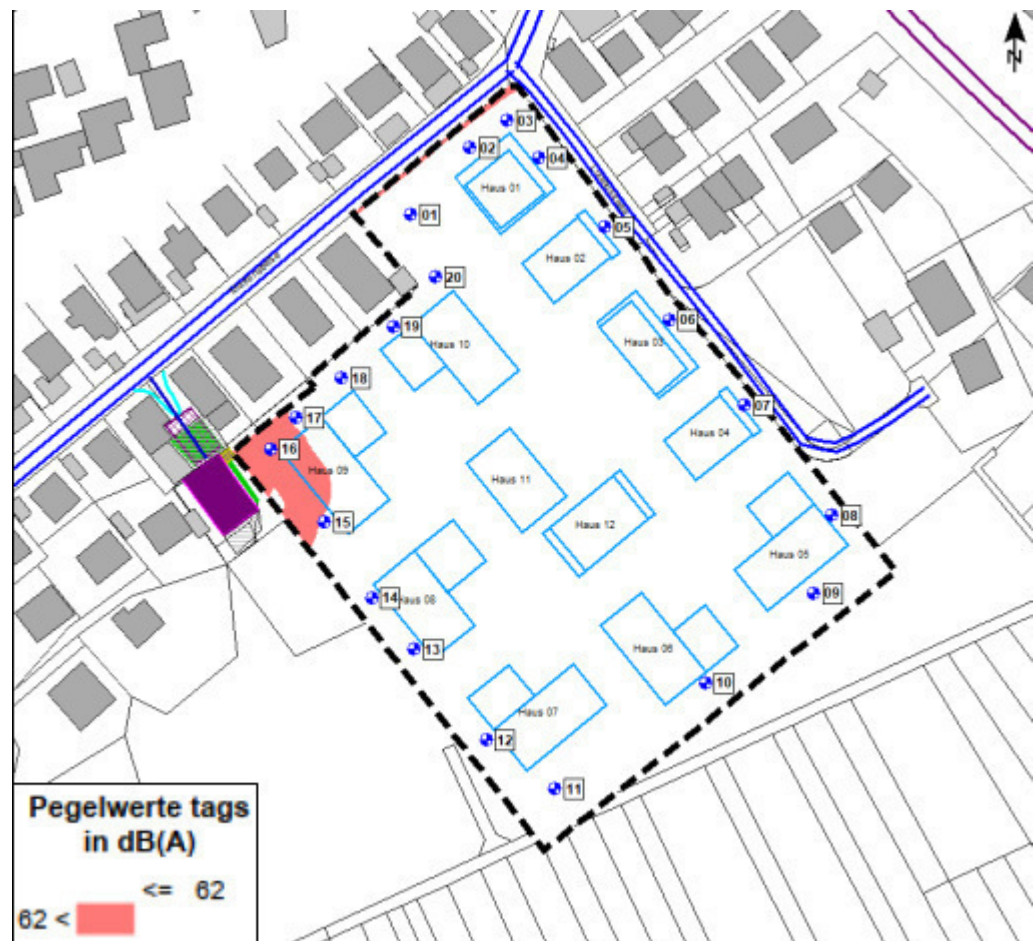 N
03
02
04
Haus 01
01
05
Haus 02
20
06
19
Haus 10
Haus 03
18
07
17
Haus 04
16
Haus 09
Haus 11
15
08
Haus 12
Haus 05
14
Haus 08
09
13
Haus 06
10
Haus 07
12
11
Pegelwerte tags
in dB(A)
<= 62
62 <